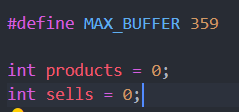 #define MAX_BUFFER 359
int products = 0;
int sells = 0;